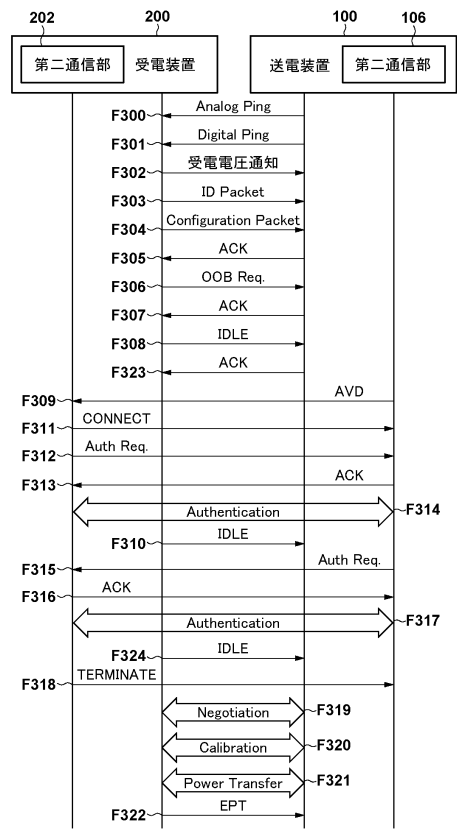 202 200 100 106
第二通信部 受電装置 送電装置 第二通信部
F300 Analog Ping
F301 Digital Ping
F302 受電電圧通知
F303 ID Packet
F304 Configuration Packet
F305 ACK
F306 OOB Req.
F307 ACK
F308 IDLE
F323 ACK
F309 AVD
F311 CONNECT
F312 Auth Req.
F313 ACK
Authentication F314
F310 IDLE
F315 Auth Req.
F316 ACK
Authentication F317
F324 IDLE
F318 TERMINATE
Negotiation F319
Calibration F320
Power Transfer F321
F322 EPT